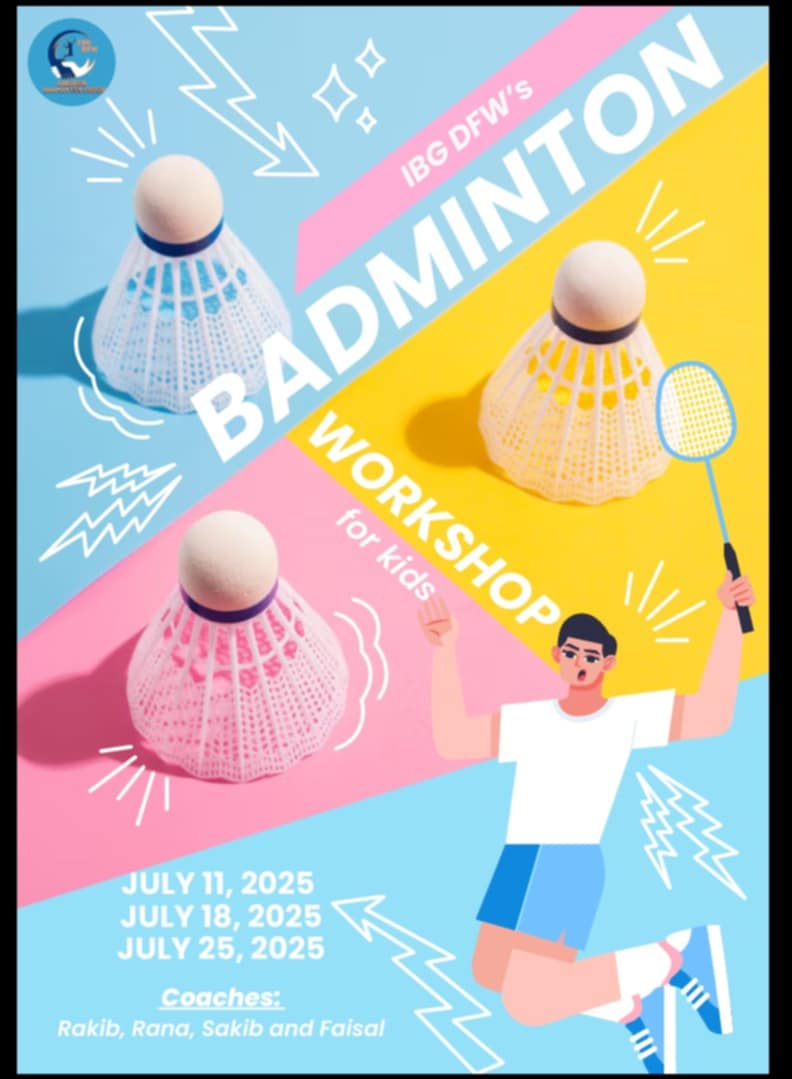 IBG DFW's
BADMINTON
WORKSHOP
for kids
JULY 11, 2025
JULY 18, 2025
JULY 25, 2025
Coaches:
Rakib, Rana, Sakib and Faisal